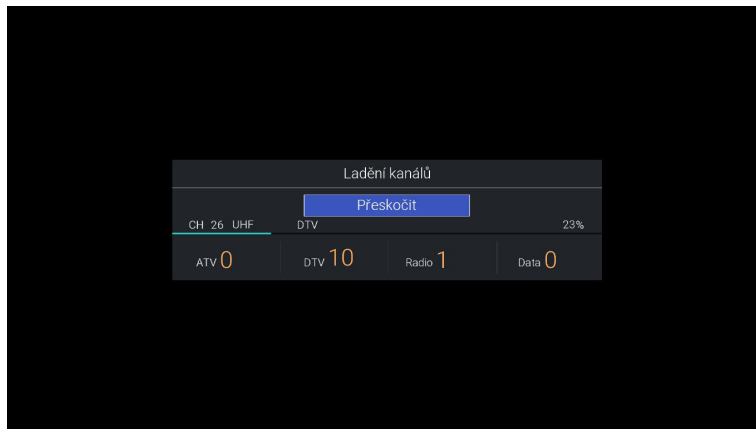 Ladění kanálů
Přeskočit
CH 26 UHF DTV 23%
ATV 0 DTV 10 Radio 1 Data 0